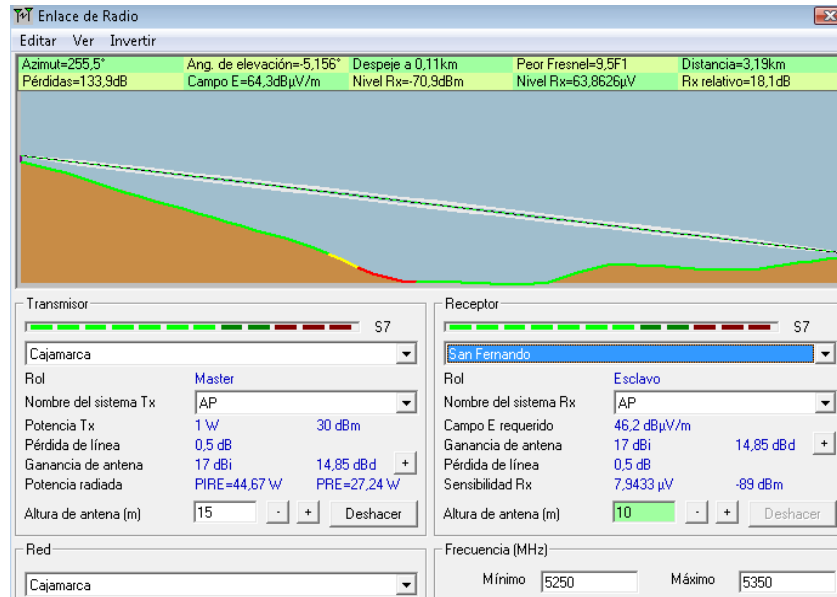 Enlace de Radio
Editar Ver Invertir
Azimut=255,5° Ang. de elevación=-5,156° Despeje a 0,11km Peor Fresnel=9,5F1 Distancia=3,19km
Pérdidas=133,9dB Campo E=64,3dBµV/m Nivel Rx=-70,9dBm Nivel Rx=63,8626µV Rx relativo=18,1dB
Transmisor
S7
Cajamarca
Rol Master
Nombre del sistema Tx AP
Potencia Tx 1 W 30 dBm
Pérdida de línea 0,5 dB
Ganancia de antena 17 dBi 14,85 dBd +
Potencia radiada PIRE=44,67 W PRE=27,24 W
Altura de antena (m) 15 - + Deshacer
Receptor
S7
San Fernando
Rol Esclavo
Nombre del sistema Rx AP
Campo E requerido 46,2 dBµV/m
Ganancia de antena 17 dBi 14,85 dBd +
Pérdida de línea 0,5 dB
Sensibilidad Rx 7,9433 µV -89 dBm
Altura de antena (m) 10 - + Deshacer
Red
Cajamarca
Frecuencia (MHz)
Mínimo 5250 Máximo 5350